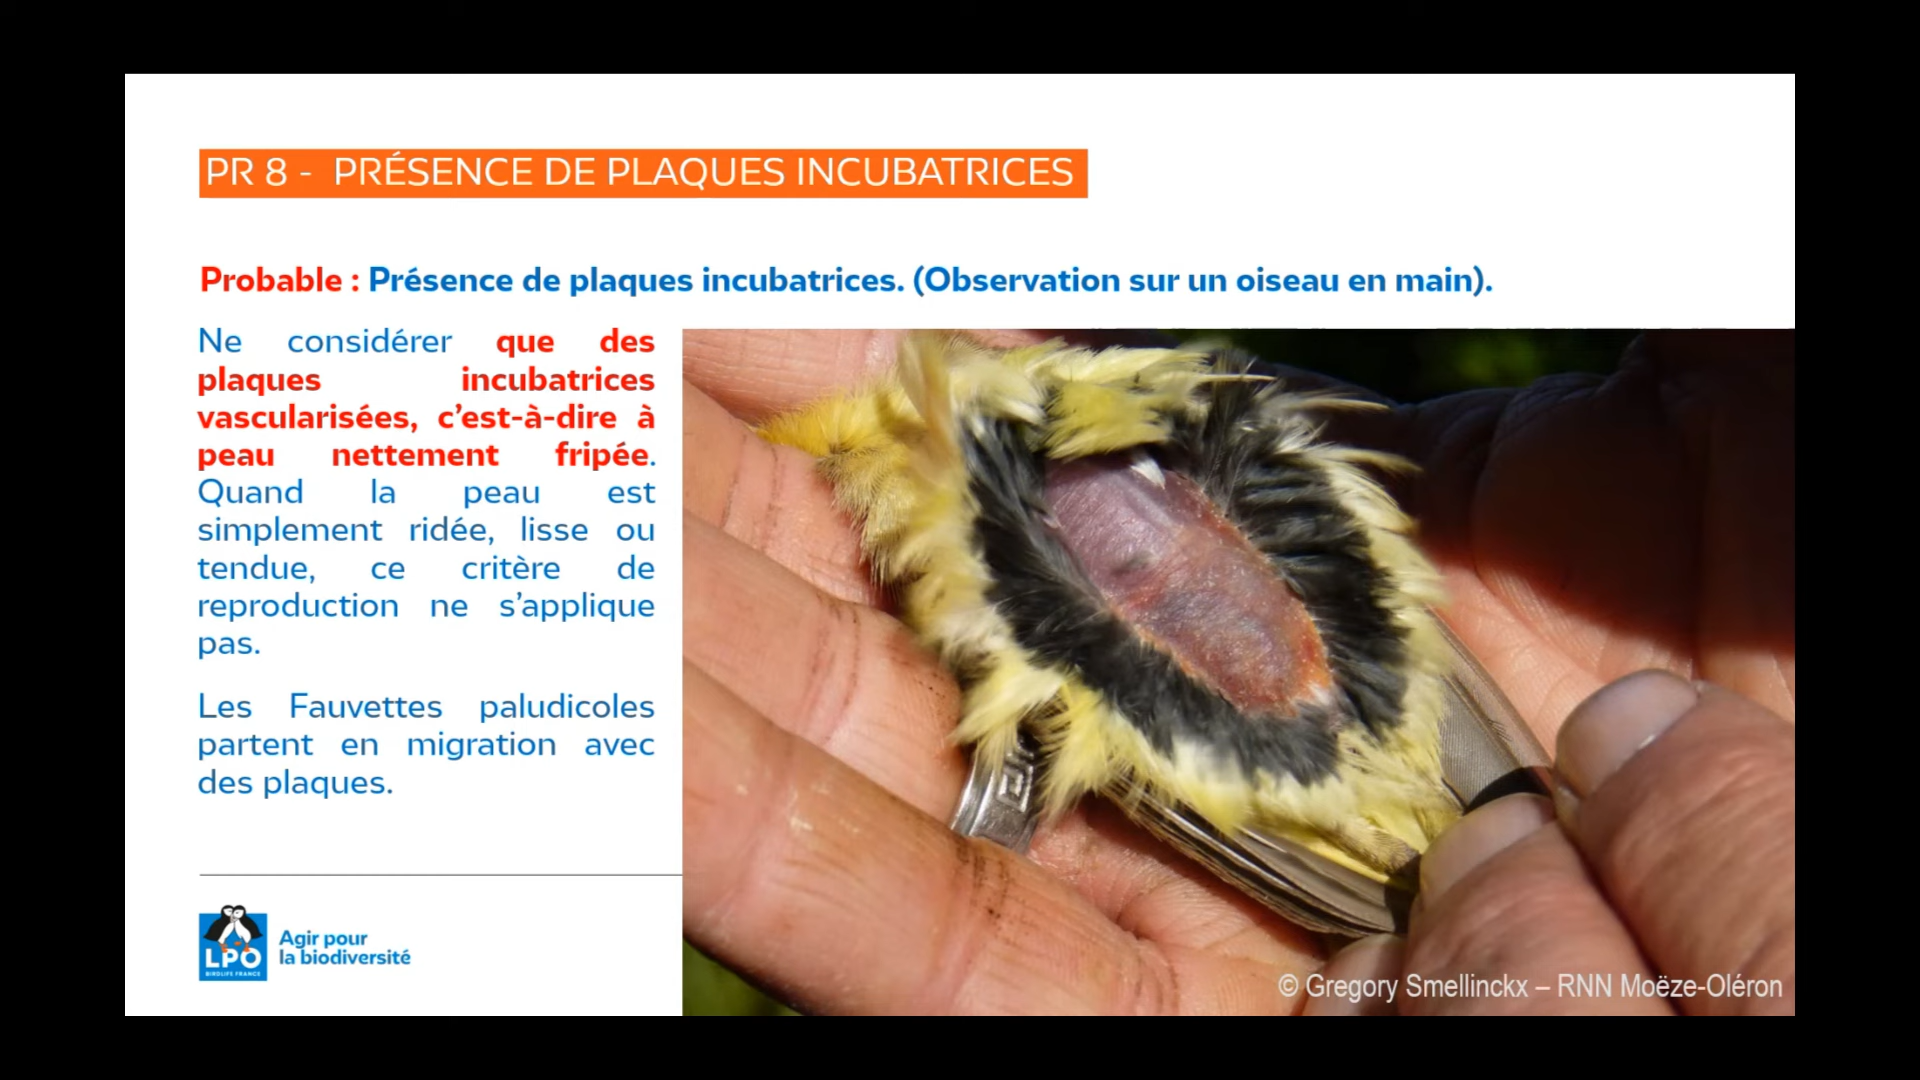 PR 8 - PRÉSENCE DE PLAQUES INCUBATRICES
Probable : Présence de plaques incubatrices. (Observation sur un oiseau en main).
Ne considérer que des
plaques incubatrices
vascularisées, c’est-à-dire à
peau nettement fripée.
Quand la peau est
simplement ridée, lisse ou
tendue, ce critère de
reproduction ne s’applique
pas.
Les Fauvettes paludicoles
partent en migration avec
des plaques.
LPO
BIRDLIFE FRANCE
Agir pour
la biodiversité
© Gregory Smellinckx – RNN Moëze-Oléron